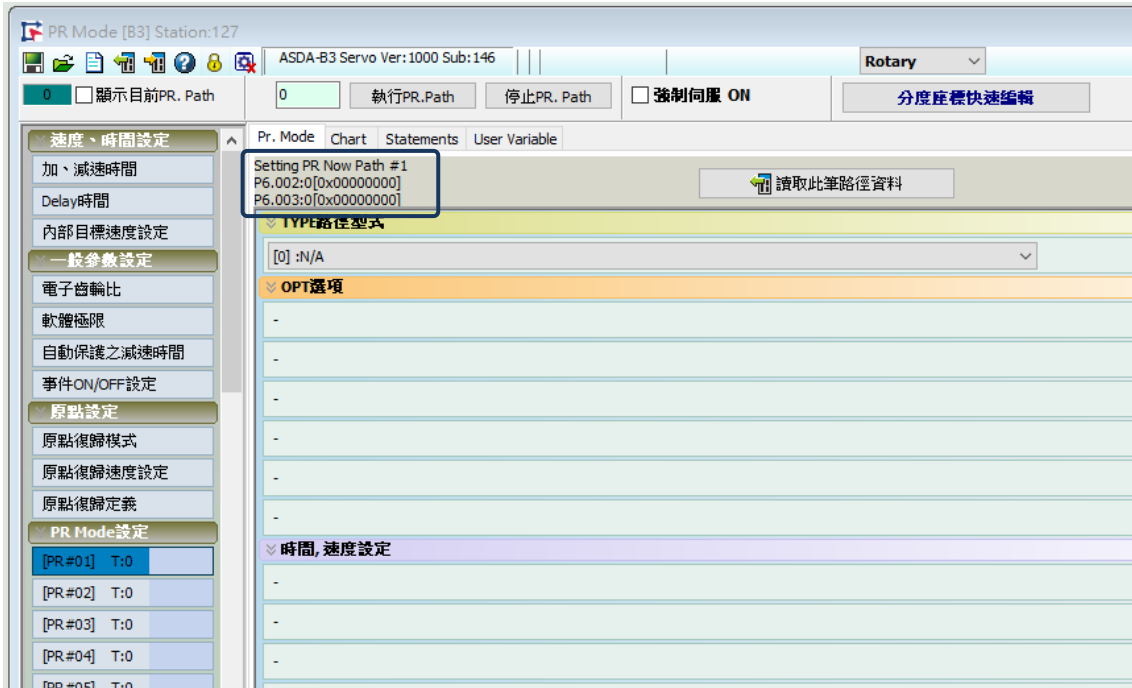 PR Mode [B3] Station:127
ASDA-B3 Servo Ver:1000 Sub:146
Rotary
0 顯示目前PR. Path 0 執行PR.Path 停止PR. Path 強制伺服 ON 分度座標快速編輯
速度、時間設定
加、減速時間
Delay時間
內部目標速度設定
一般參數設定
電子齒輪比
軟體極限
自動保護之減速時間
事件ON/OFF設定
原點設定
原點復歸模式
原點復歸速度設定
原點復歸定義
PR Mode設定
[PR#01] T:0
[PR#02] T:0
[PR#03] T:0
[PR#04] T:0
[PR#05] T:0
Pr. Mode Chart Statements User Variable
Setting PR Now Path #1
P6.002:0[0x00000000]
P6.003:0[0x00000000]
讀取此筆路徑資料
TYPE路徑型式
[0] :N/A
OPT選項
-
-
-
-
-
-
時間, 速度設定
-
-
-